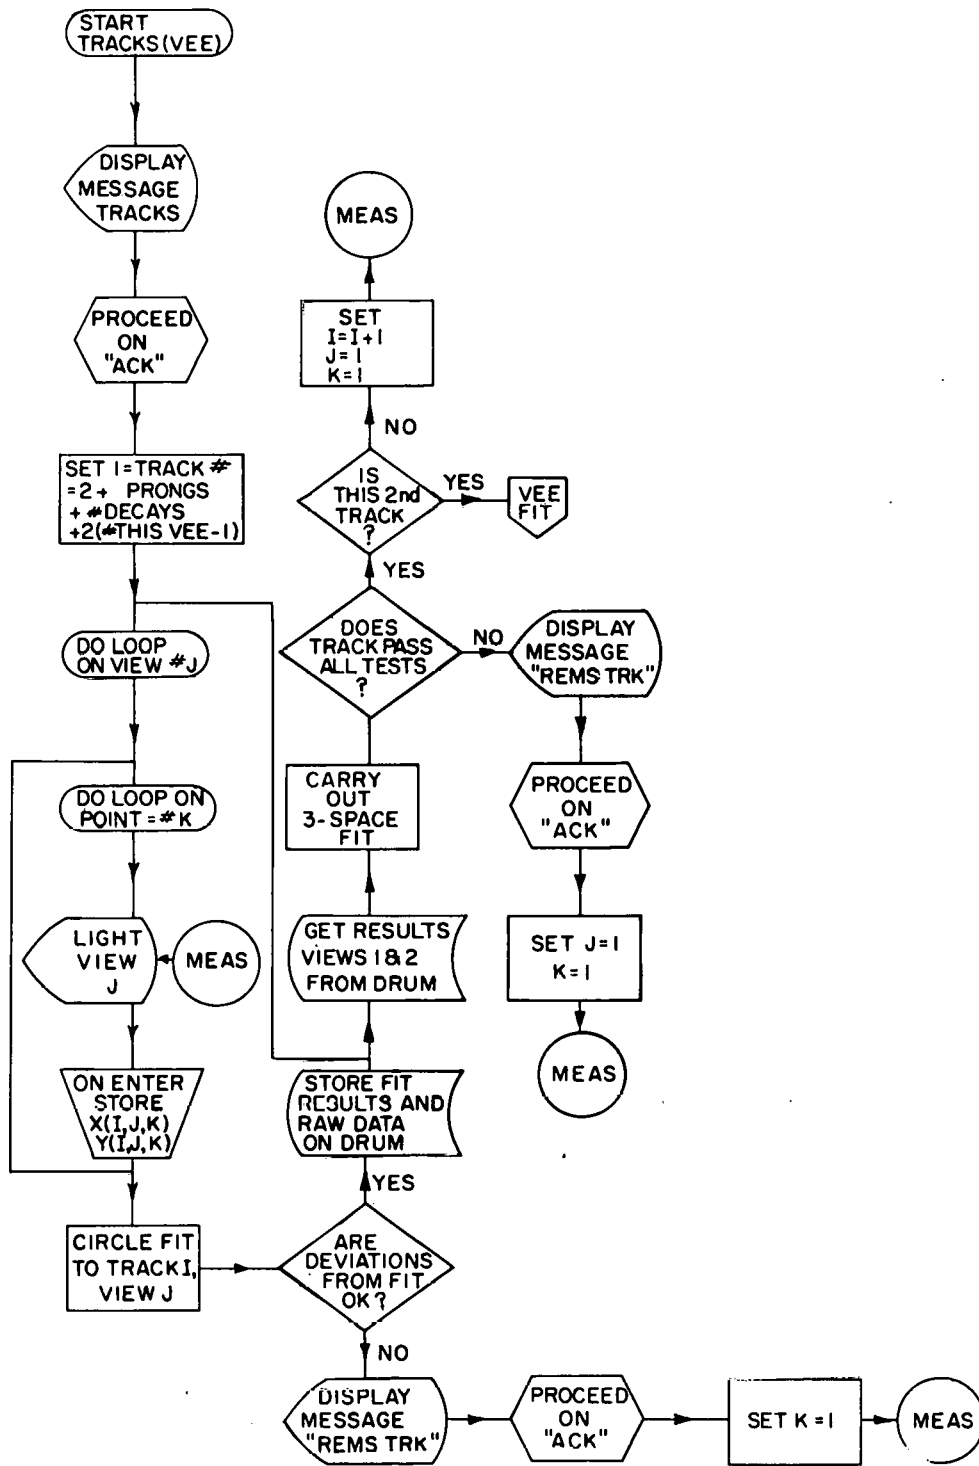 START
TRACKS(VEE)
DISPLAY
MESSAGE
TRACKS
PROCEED
ON
"ACK"
SET I=TRACK #
=2+ PRONGS
+ #DECAYS
+2(#THIS VEE-1)
DO LOOP
ON VIEW #J
DO LOOP ON
POINT = #K
LIGHT
VIEW
J
MEAS
ON ENTER
STORE
X(I,J,K)
Y(I,J,K)
CIRCLE FIT
TO TRACK I,
VIEW J
ARE
DEVIATIONS
FROM FIT
OK?
YES
NO
STORE FIT
RESULTS AND
RAW DATA
ON DRUM
GET RESULTS
VIEWS 1&2
FROM DRUM
CARRY
OUT
3-SPACE
FIT
DOES
TRACK PASS
ALL TESTS
?
YES
NO
IS
THIS 2nd
TRACK
?
YES
NO
VEE
FIT
SET
I=I+1
J=1
K=1
MEAS
DISPLAY
MESSAGE
"REMS TRK"
PROCEED
ON
"ACK"
SET J=1
K=1
MEAS
DISPLAY
MESSAGE
"REMS TRK"
PROCEED
ON
"ACK"
SET K=1
MEAS